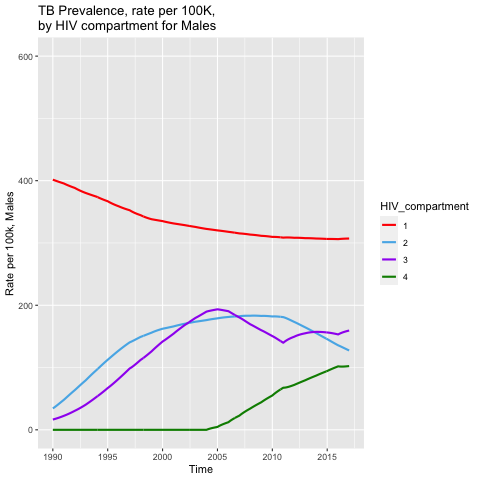 TB Prevalence, rate per 100K,
by HIV compartment for Males
600
400
200
0
Rate per 100k, Males
1990 1995 2000 2005 2010 2015
Time
HIV_compartment
1
2
3
4